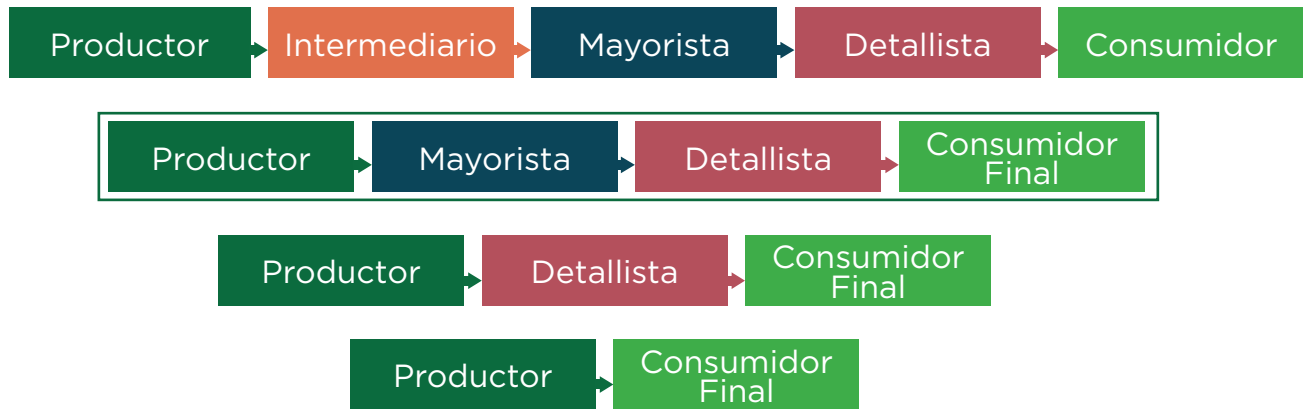 Productor Intermediario Mayorista Detallista Consumidor
Productor Mayorista Detallista Consumidor
Final
Productor Detallista Consumidor
Final
Productor Consumidor
Final